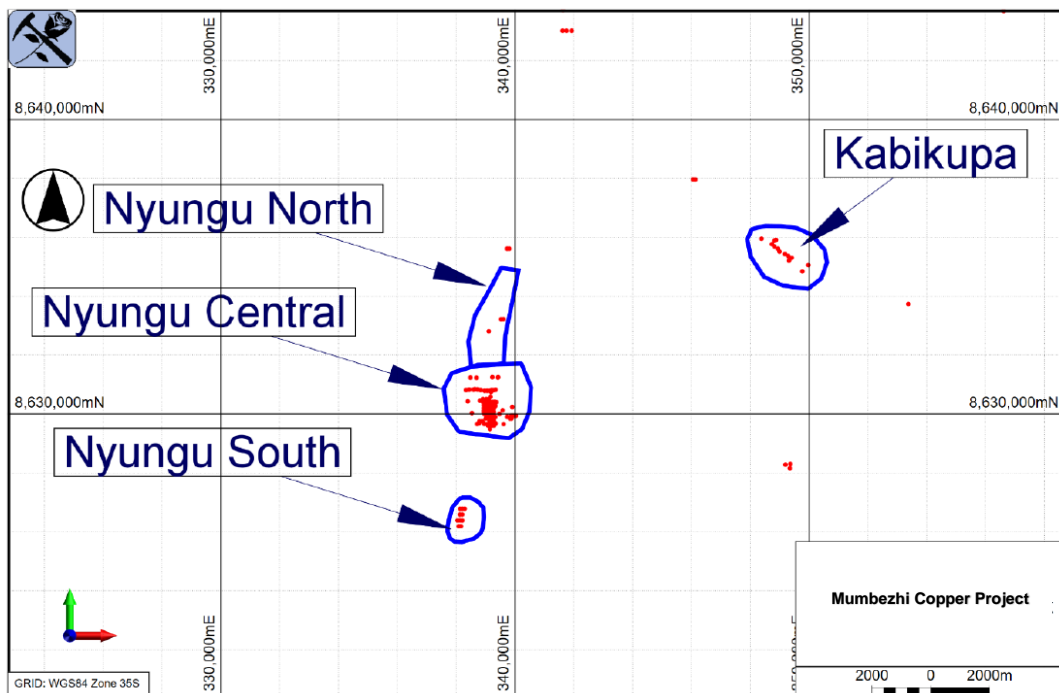 330,000mE
340,000mE
350,000mE
8,640,000mN
8,640,000mN
Kabikupa
Nyungu North
Nyungu Central
8,630,000mN
8,630,000mN
Nyungu South
330,000mE
340,000mE
Mumbezhi Copper Project
GRID: WGS84 Zone 35S
2000 0 2000m